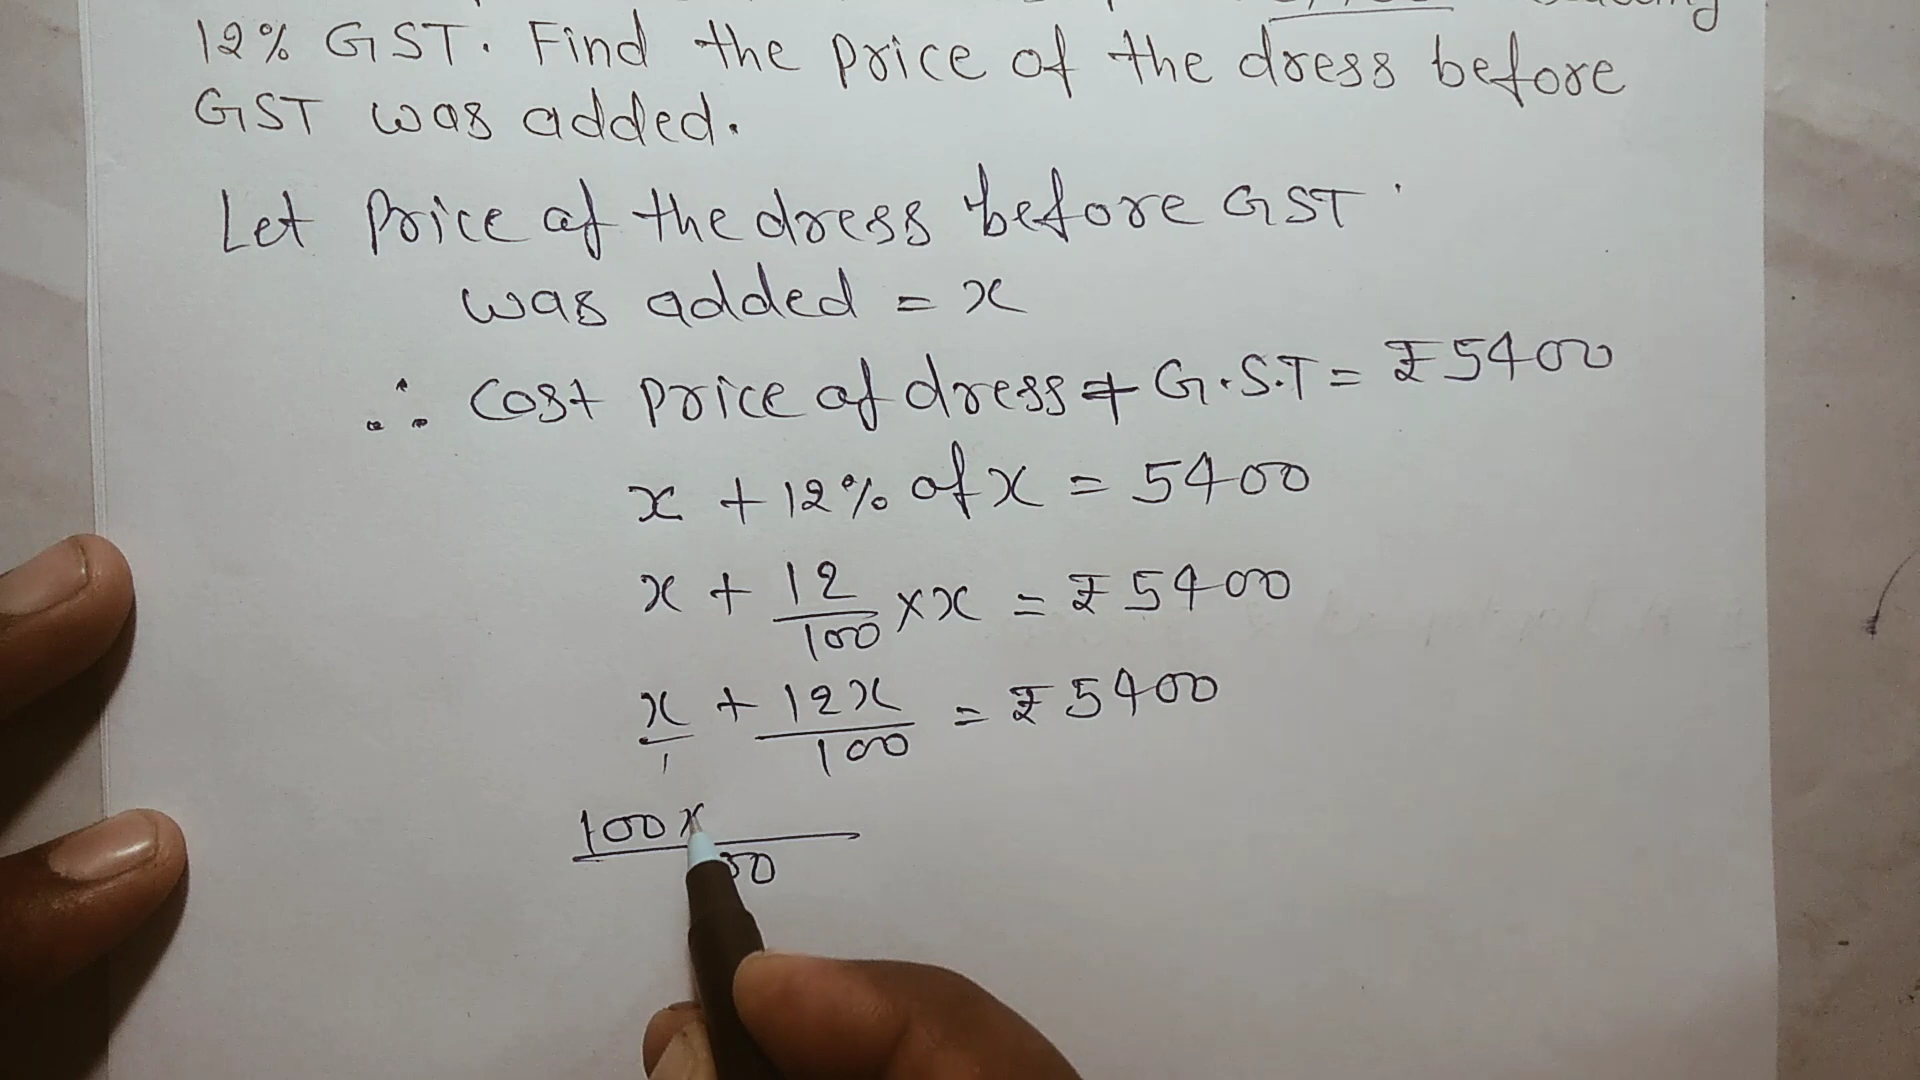 12% GST. Find the price of the dress before
GST was added.
Let Price of the dress before GST
was added = x
∴ Cost price of dress + G.S.T = ₹5400
x + 12% of x = 5400
x + 12/100 × x = ₹5400
x/1 + 12x/100 = ₹5400
100x